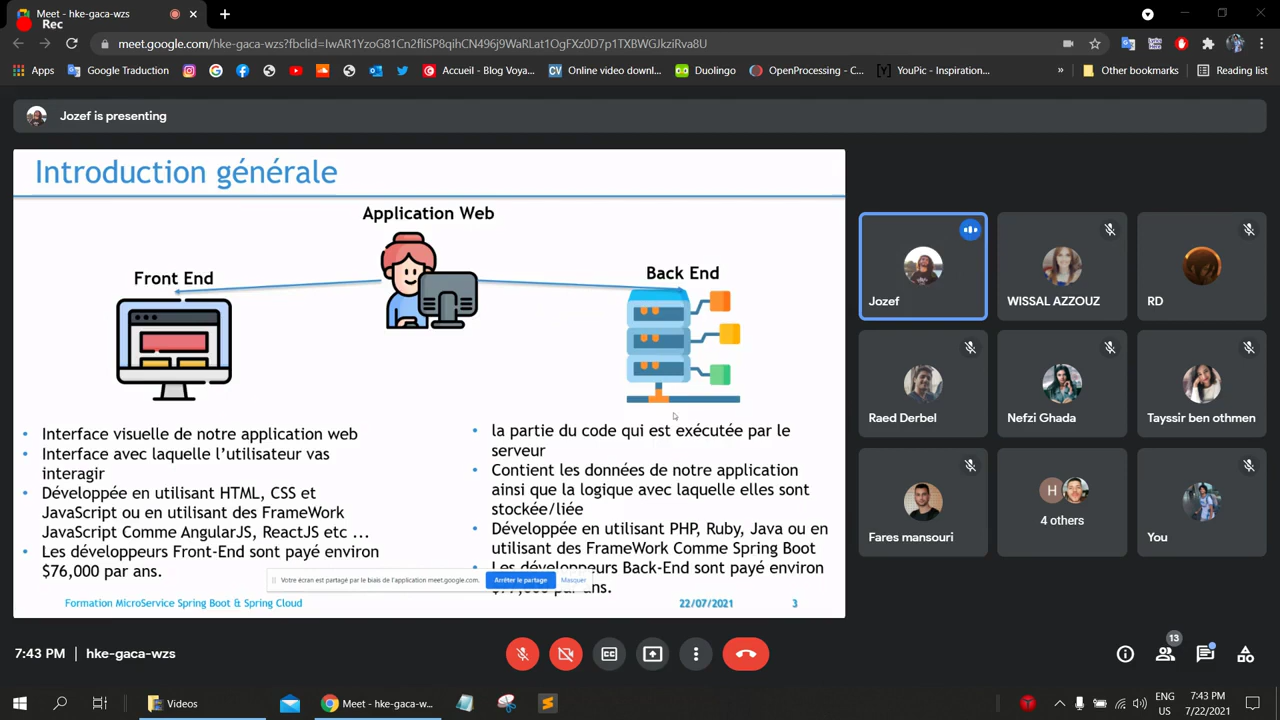 Meet - hke-gaca-wzs
Rec
meet.google.com/hke-gaca-wzs?fbclid=IwAR1YzoG81Cn2fliSP8qihCN496j9WaRLat1OgFXz0D7p1TXBWGJkziRva8U
Apps
Google Traduction
Accueil - Blog Voya...
Online video downl...
Duolingo
OpenProcessing - C...
YouPic - Inspiration...
»
Other bookmarks
Reading list
Jozef is presenting
Introduction générale
Application Web
Front End
Back End
• Interface visuelle de notre application web
• Interface avec laquelle l'utilisateur vas
interagir
• Développée en utilisant HTML, CSS et
JavaScript ou en utilisant des FrameWork
JavaScript Comme AngularJS, ReactJS etc ...
• Les développeurs Front-End sont payé environ
$76,000 par ans.
• la partie du code qui est exécutée par le
serveur
• Contient les données de notre application
ainsi que la logique avec laquelle elles sont
stockée/liée
• Développée en utilisant PHP, Ruby, Java ou en
utilisant des FrameWork Comme Spring Boot
• Les développeurs Back-End sont payé environ
par ans.
Votre écran est partagé par le biais de l'application meet.google.com.
Arrêter le partage
Masquer
Formation MicroService Spring Boot & Spring Cloud
22/07/2021
3
Jozef
WISSAL AZZOUZ
RD
Raed Derbel
Nefzi Ghada
Tayssir ben othmen
Fares mansouri
H
4 others
You
7:43 PM | hke-gaca-wzs
13
Videos
Meet - hke-gaca-w...
ENG
US
7:43 PM
7/22/2021